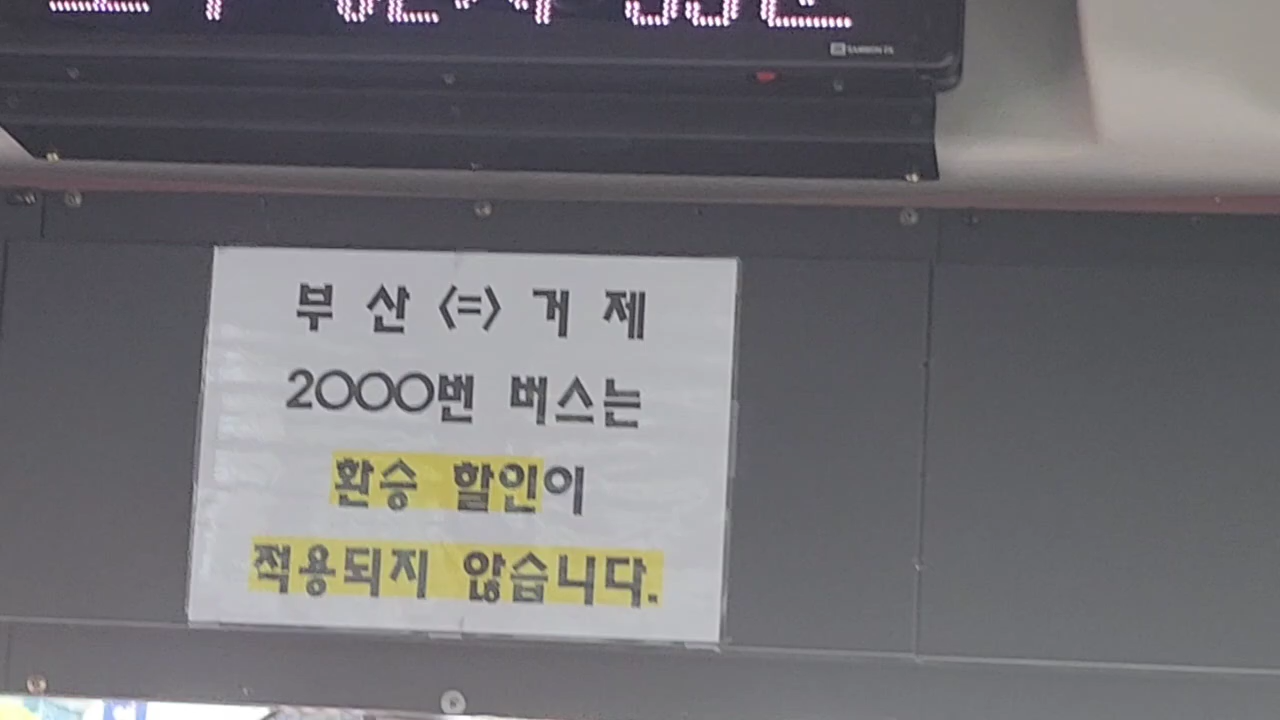 부 산 <=> 거 제
2000번 버스는
환승 할인이
적용되지 않습니다.